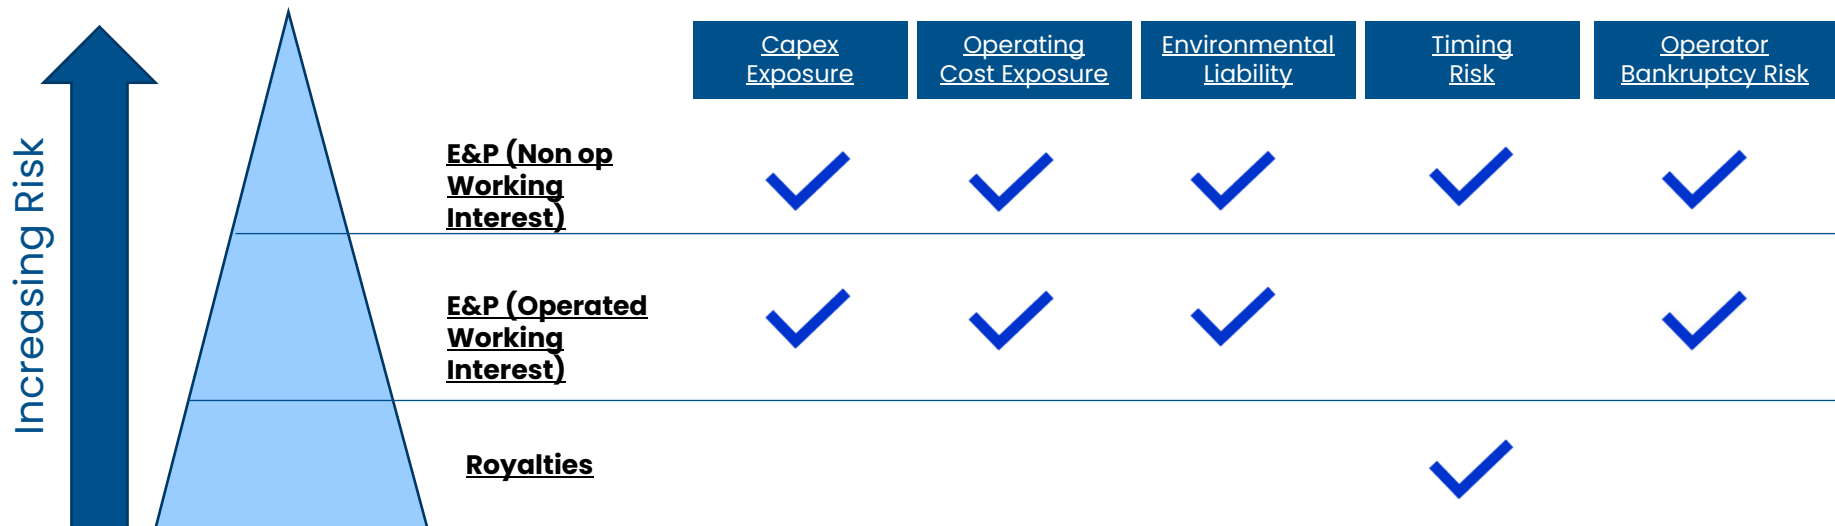 Increasing Risk
Capex
Exposure
Operating
Cost Exposure
Environmental
Liability
Timing
Risk
Operator
Bankruptcy Risk
E&P (Non op
Working
Interest)
E&P (Operated
Working
Interest)
Royalties